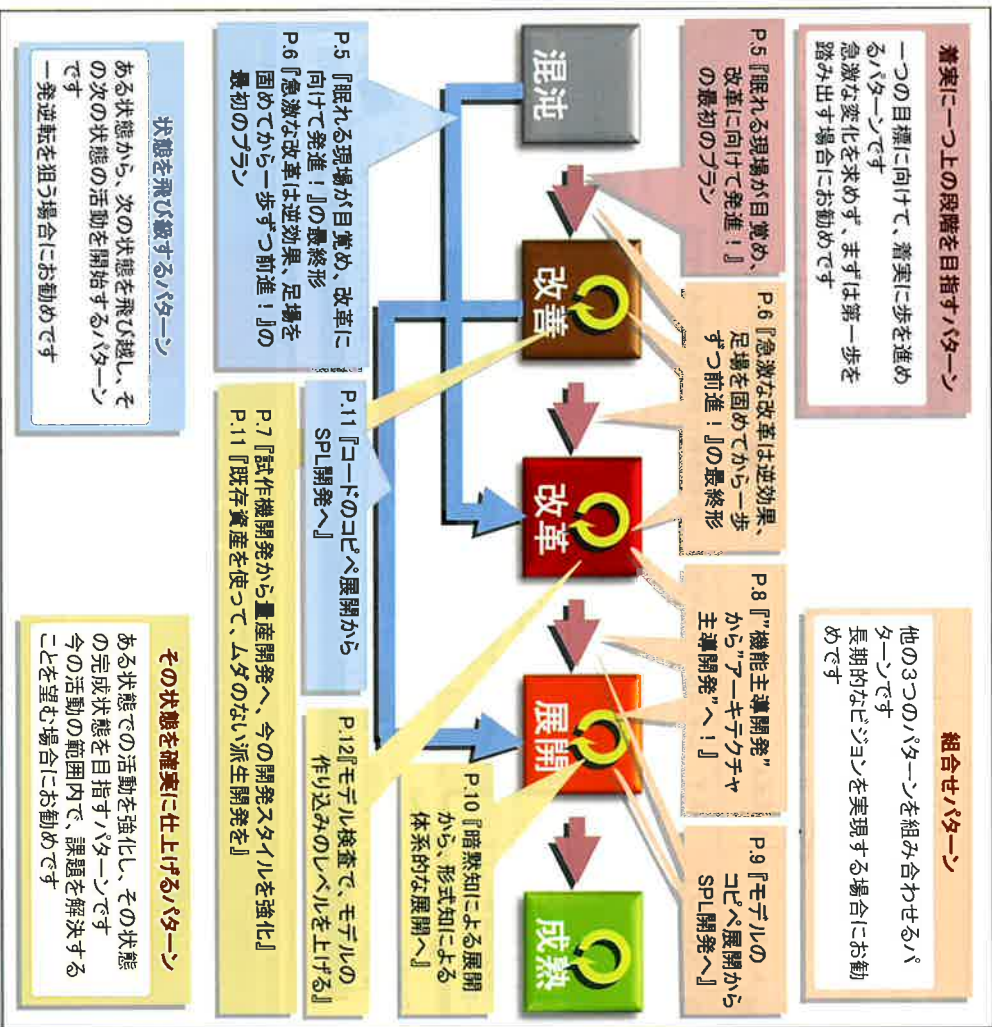 着実に一つ上の段階を目指すパターン
一つの目標に向けて、着実に歩を進め
るパターンです
急激な変化を求めず、まずは第一歩を
踏み出す場合にお勧めです
組合せパターン
他の3つのパターンを組み合わせるパ
ターンです
長期的なビジョンを実現する場合にお勧
めです
P.5 『眠れる現場が目覚め、
改革に向けて発進！』
の最初のプラン
P.6 『急激な改革は逆効果、
足場を固めてから一歩
ずつ前進！』の最終形
P.8 『”機能主導開発”
から”アーキテクチャ
主導開発”へ！』
P.9 『モデルの
コピペ展開から
SPL開発へ』
混沌
改善
改革
展開
成熟
P.5 『眠れる現場が目覚め、改革に
向けて発進！』の最終形
P.6 『急激な改革は逆効果、足場を
固めてから一歩ずつ前進！』の
最初のプラン
P.11 『コードのコピペ展開から
SPL開発へ』
P.12『モデル検査で、モデルの
作り込みのレベルを上げる』
P.10 『暗黙知による展開
から、形式知による
体系的な展開へ』
P.7 『試作機開発から量産開発へ、今の開発スタイルを強化』
P.11 『既存資産を使って、ムダのない派生開発を』
状態を飛び級するパターン
ある状態から、次の状態を飛び越し、そ
の次の状態の活動を開始するパターン
です
一発逆転を狙う場合にお勧めです
その状態を確実に仕上げるパターン
ある状態での活動を強化し、その状態
の完成状態を目指すパターンです
今の活動の範囲内で、課題を解決する
ことを望む場合にお勧めです